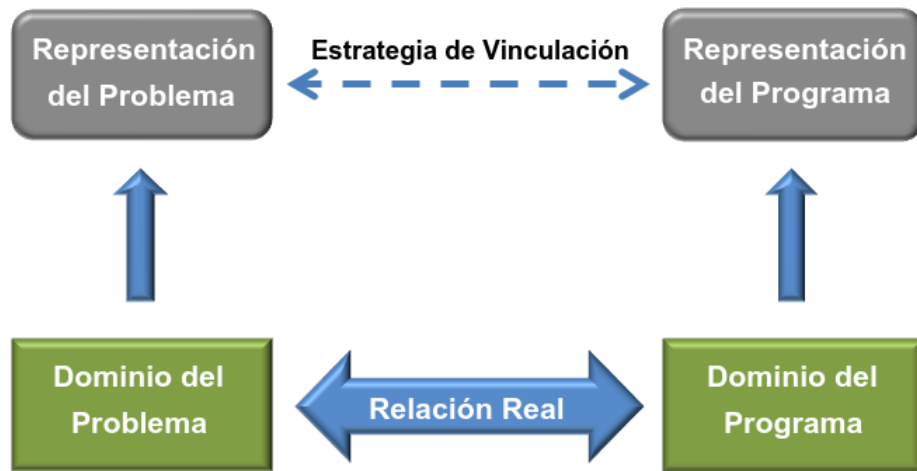 Representación
del Problema
Estrategia de Vinculación
Representación
del Programa
Dominio del
Problema
Relación Real
Dominio del
Programa